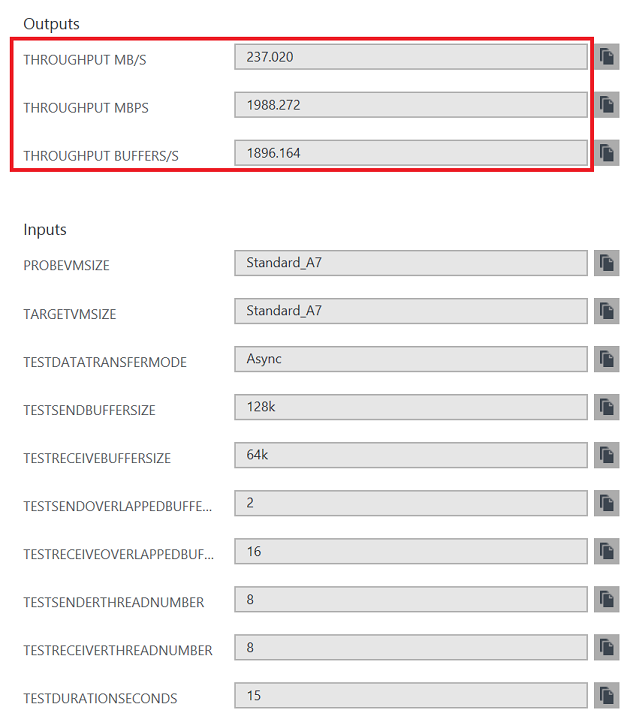 Outputs
THROUGHPUT MB/S 237.020
THROUGHPUT MBPS 1988.272
THROUGHPUT BUFFERS/S 1896.164
Inputs
PROBEVMSIZE Standard_A7
TARGETVMSIZE Standard_A7
TESTDATATRANSFERMODE Async
TESTSENDBUFFERSIZE 128k
TESTRECEIVEBUFFERSIZE 64k
TESTSENDOVERLAPPEDBUFFE... 2
TESTRECEIVEOVERLAPPEDBUF... 16
TESTSENDERTHREADNUMBER 8
TESTRECEIVERTHREADNUMBER 8
TESTDURATIONSECONDS 15